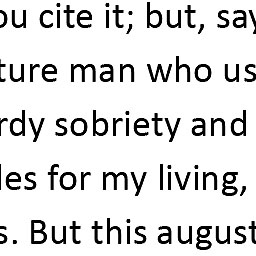 ou cite it; but, say
ture man who us
rdy sobriety and
les for my living,
s. But this august